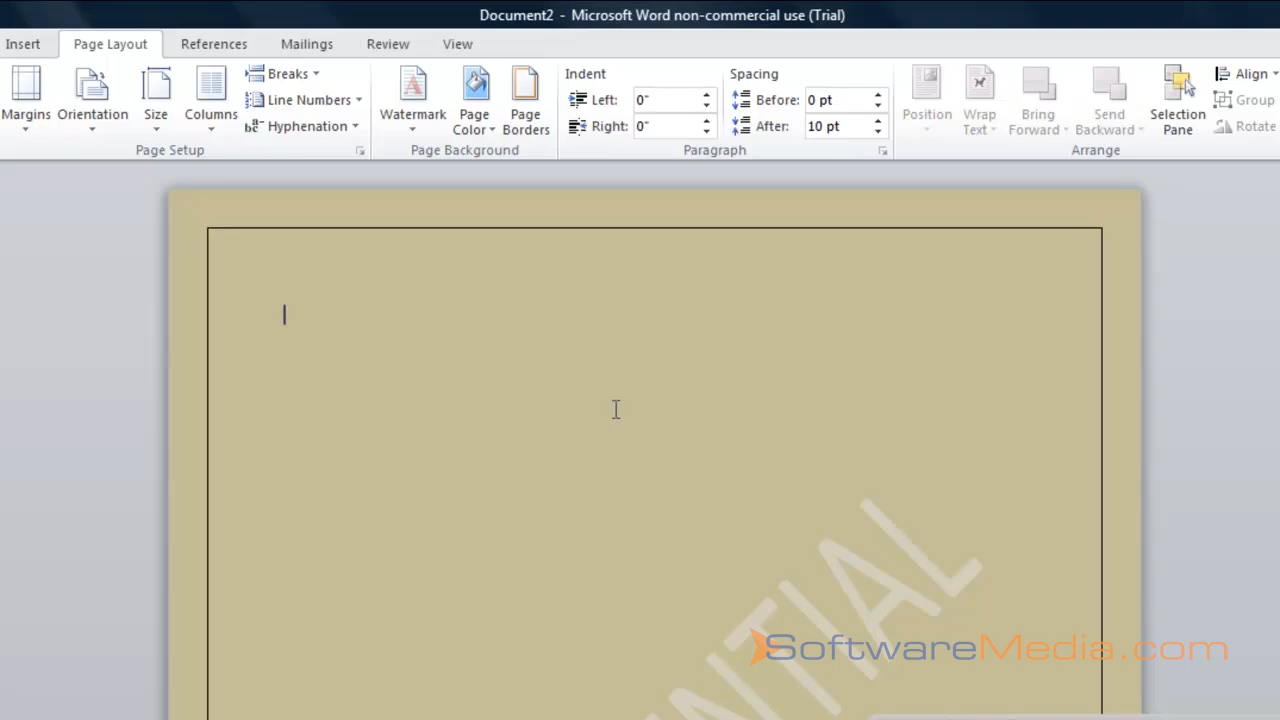 Document2 - Microsoft Word non-commercial use (Trial)
Insert Page Layout References Mailings Review View
Margins Orientation Size Columns Breaks Line Numbers Hyphenation
Page Setup
Watermark Page Color Page Borders
Page Background
Indent Spacing
Left: 0" Before: 0 pt
Right: 0" After: 10 pt
Paragraph
Position Wrap Text Bring Forward Send Backward Selection Pane Align Group Rotate
Arrange
NTIAL
SoftwareMedia.com